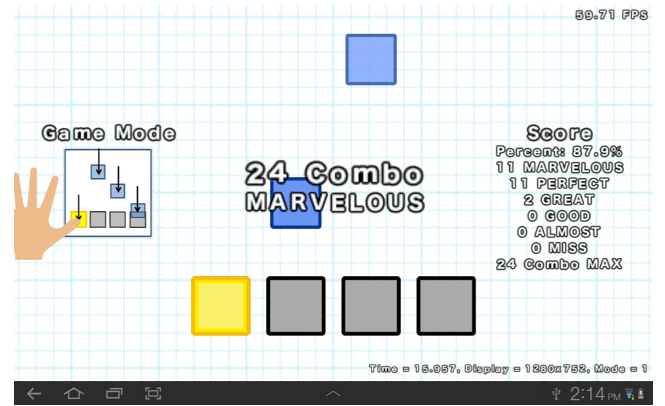 59.71 FPS
Game Mode
24 Combo
MARVELOUS
Score
Percent: 87.9%
11 MARVELOUS
11 PERFECT
2 GREAT
0 GOOD
0 ALMOST
0 MISS
24 Combo MAX
Time = 15.957, Display = 1280x752, Mode = 1
2:14 PM